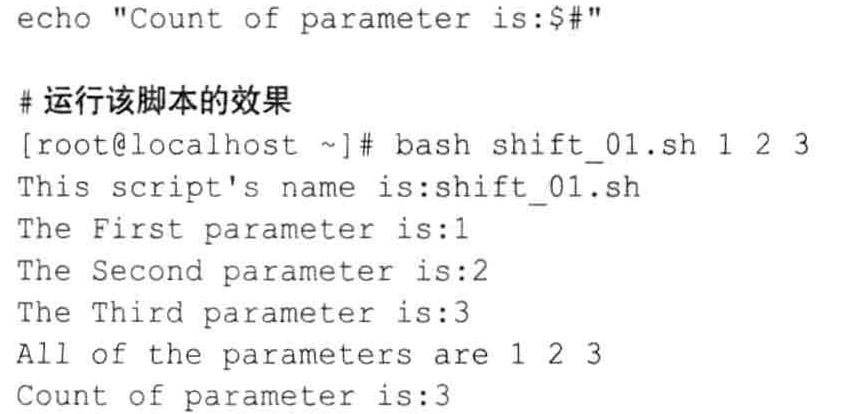 echo "Count of parameter is:$#"
# 运行该脚本的效果
[root@localhost ~]# bash shift_01.sh 1 2 3
This script's name is:shift_01.sh
The First parameter is:1
The Second parameter is:2
The Third parameter is:3
All of the parameters are 1 2 3
Count of parameter is:3